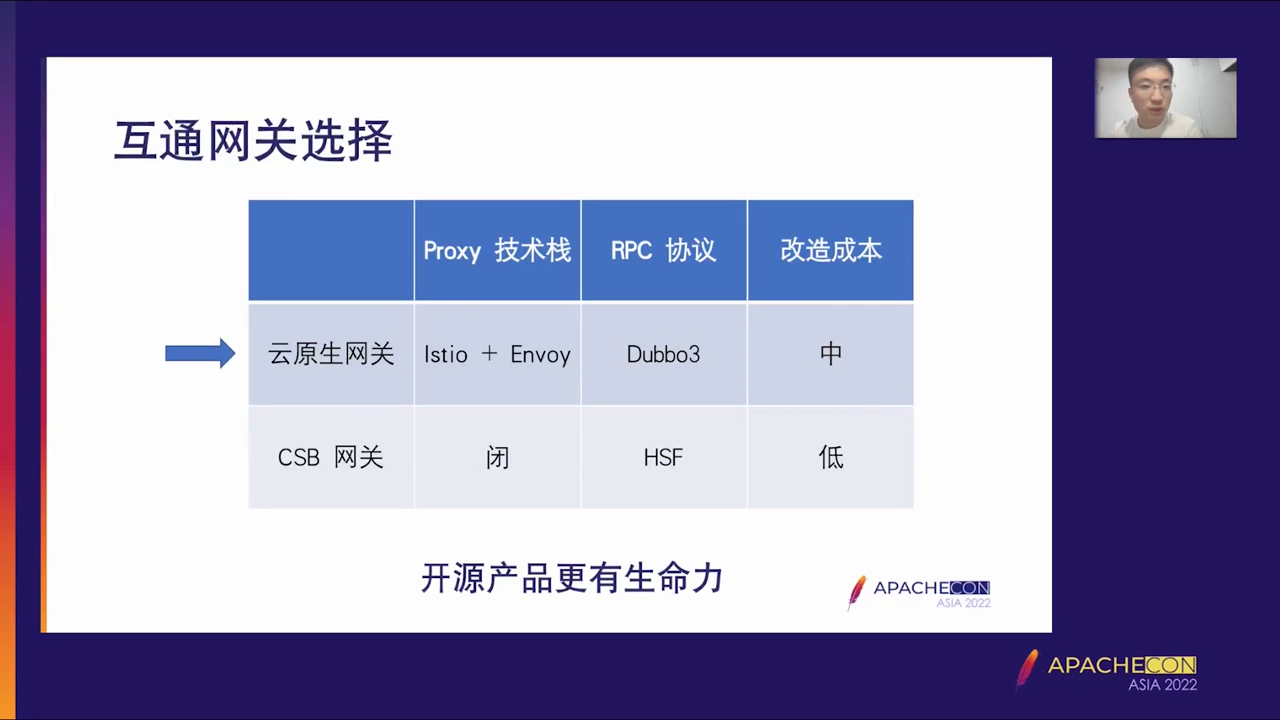 互通网关选择
Proxy 技术栈
RPC 协议
改造成本
云原生网关
Istio + Envoy
Dubbo3
中
CSB 网关
闭
HSF
低
开源产品更有生命力
APACHECON
ASIA 2022
APACHECON
ASIA 2022